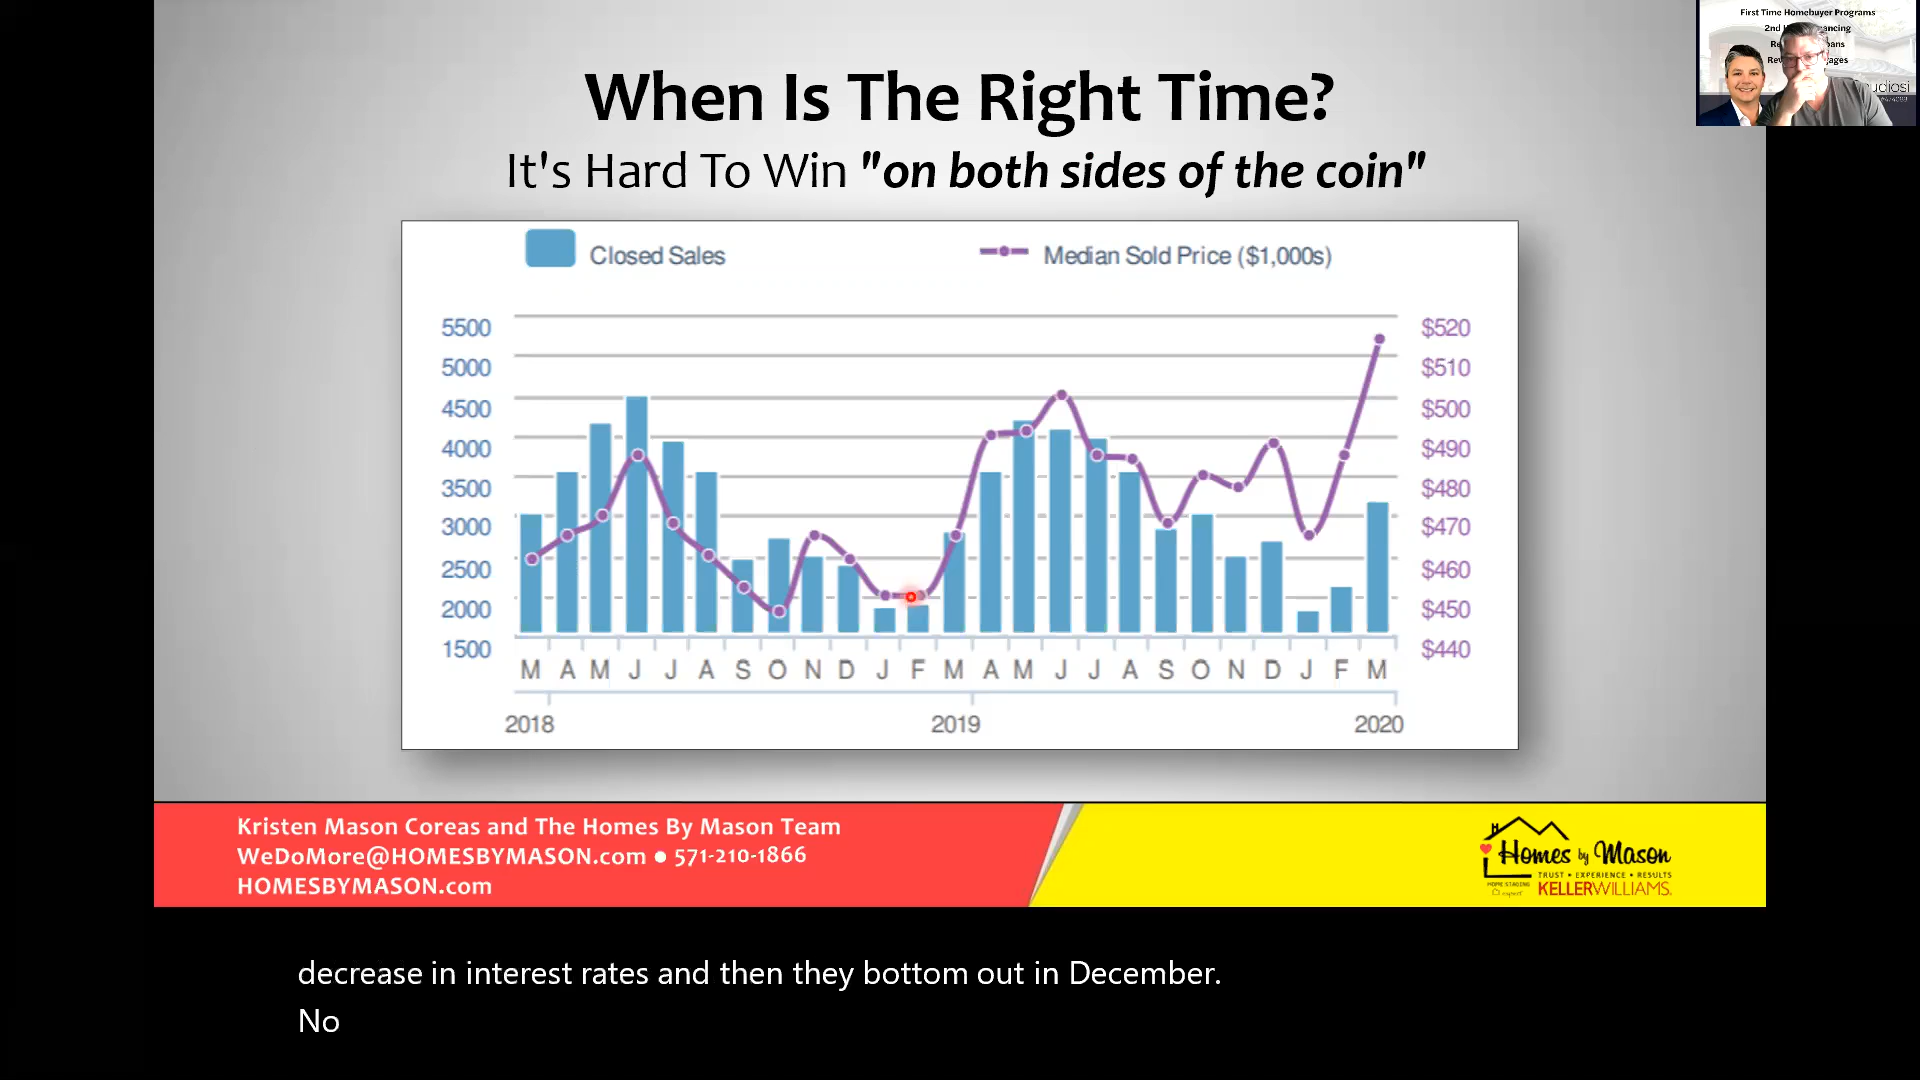 First Time Homebuyer Programs
2nd
ancing
When Is The Right Time?
It's Hard To Win "on both sides of the coin"
Closed Sales
Median Sold Price ($1,000s)
5500 $520
5000 $510
4500 $500
4000 $490
3500 $480
3000 $470
2500 $460
2000 $450
1500 $440
M A M J J A S O N D J F M A M J J A S O N D J F M
2018 2019 2020
Kristen Mason Coreas and The Homes By Mason Team
WeDoMore@HOMESBYMASON.com ● 571-210-1866
HOMESBYMASON.com
Homes by Mason
TRUST • EXPERIENCE • RESULTS
HOME STAGING
KELLERWILLIAMS.
decrease in interest rates and then they bottom out in December.
No